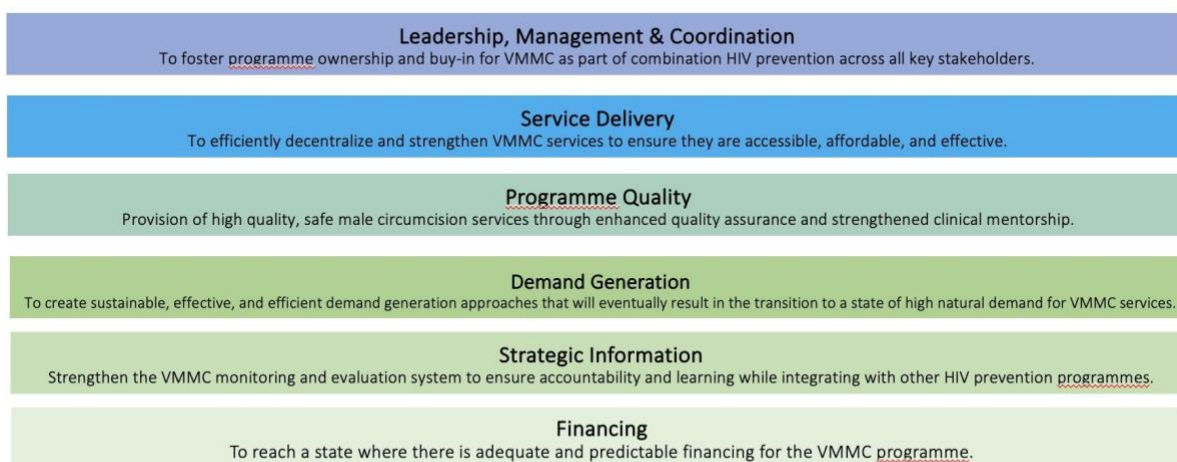 Leadership, Management & Coordination
To foster programme ownership and buy-in for VMMC as part of combination HIV prevention across all key stakeholders.
Service Delivery
To efficiently decentralize and strengthen VMMC services to ensure they are accessible, affordable, and effective.
Programme Quality
Provision of high quality, safe male circumcision services through enhanced quality assurance and strengthened clinical mentorship.
Demand Generation
To create sustainable, effective, and efficient demand generation approaches that will eventually result in the transition to a state of high natural demand for VMMC services.
Strategic Information
Strengthen the VMMC monitoring and evaluation system to ensure accountability and learning while integrating with other HIV prevention programmes.
Financing
To reach a state where there is adequate and predictable financing for the VMMC programme.